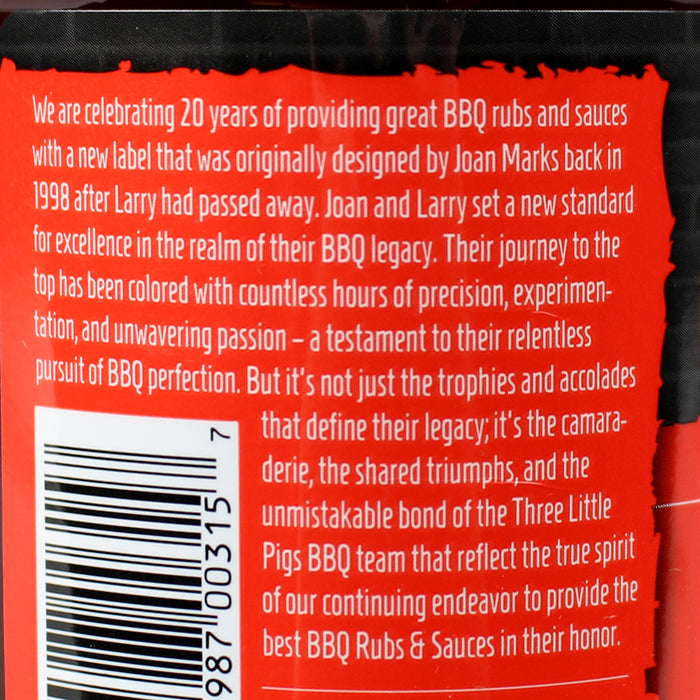 We are celebrating 20 years of providing great BBQ rubs and sauces
with a new label that was originally designed by Joan Marks back in
1998 after Larry had passed away. Joan and Larry set a new standard
for excellence in the realm of their BBQ legacy. Their journey to the
top has been colored with countless hours of precision, experimen-
tation, and unwavering passion – a testament to their relentless
pursuit of BBQ perfection. But it's not just the trophies and accolades
that define their legacy; it's the camara-
derie, the shared triumphs, and the
unmistakable bond of the Three Little
Pigs BBQ team that reflect the true spirit
of our continuing endeavor to provide the
best BBQ Rubs & Sauces in their honor.
987 00315 7